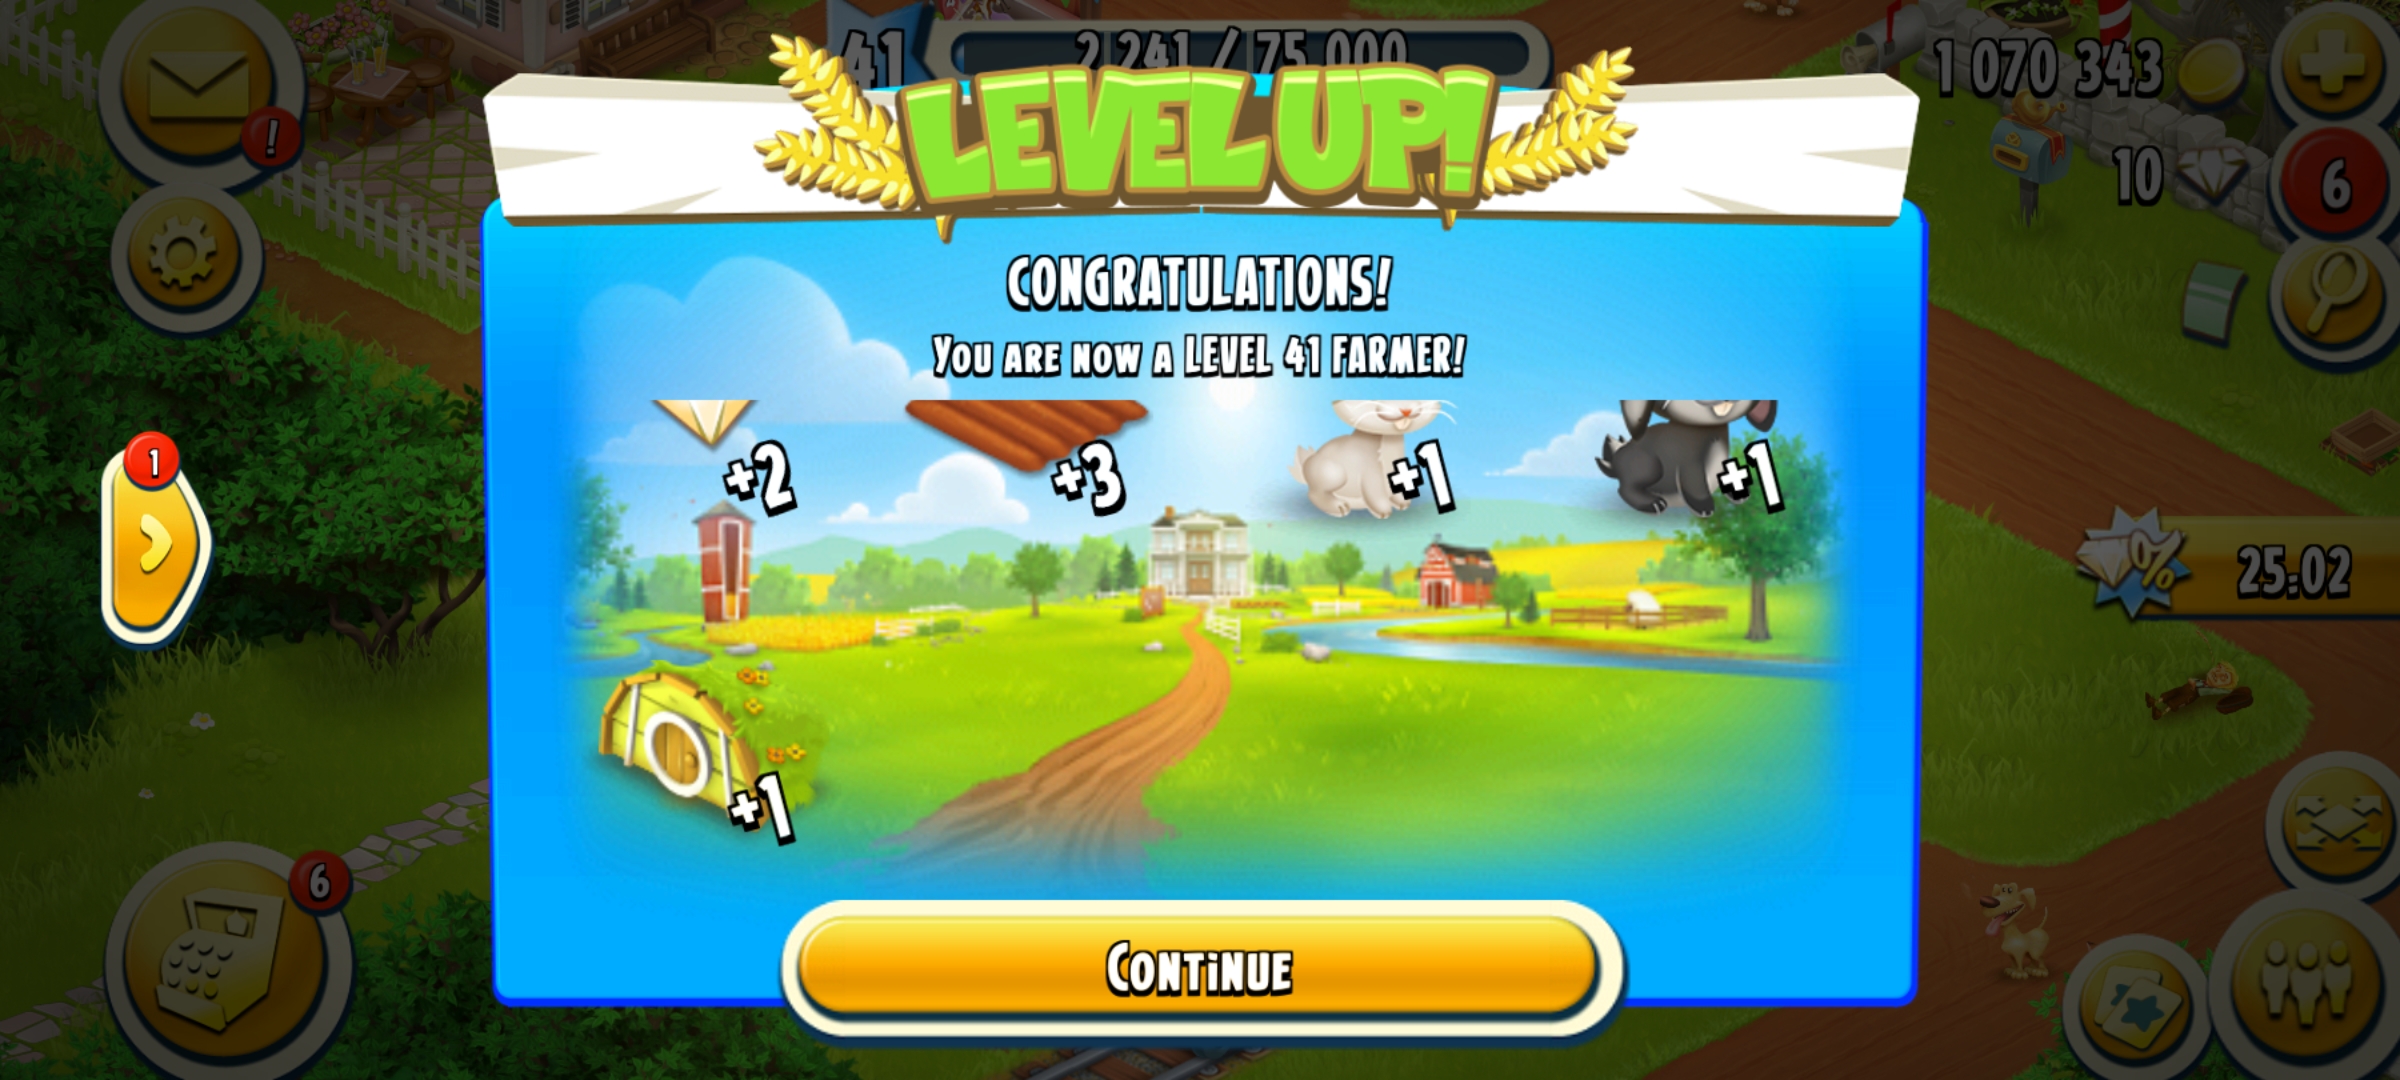 41
2 241 / 75 000
1 070 343
LEVEL UP!
!
10
6
CONGRATULATIONS!
YOU ARE NOW A LEVEL 41 FARMER!
1
+2
+3
+1
+1
%
25:02
+1
6
CONTINUE